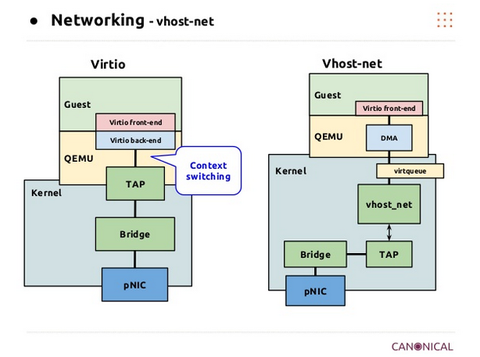 ● Networking - vhost-net
Virtio
Guest
Virtio front-end
Virtio back-end
QEMU
Context
switching
Kernel
TAP
Bridge
pNIC
Vhost-net
Guest
Virtio front-end
QEMU
DMA
Kernel
virtqueue
vhost_net
Bridge
TAP
pNIC
CANONICAL